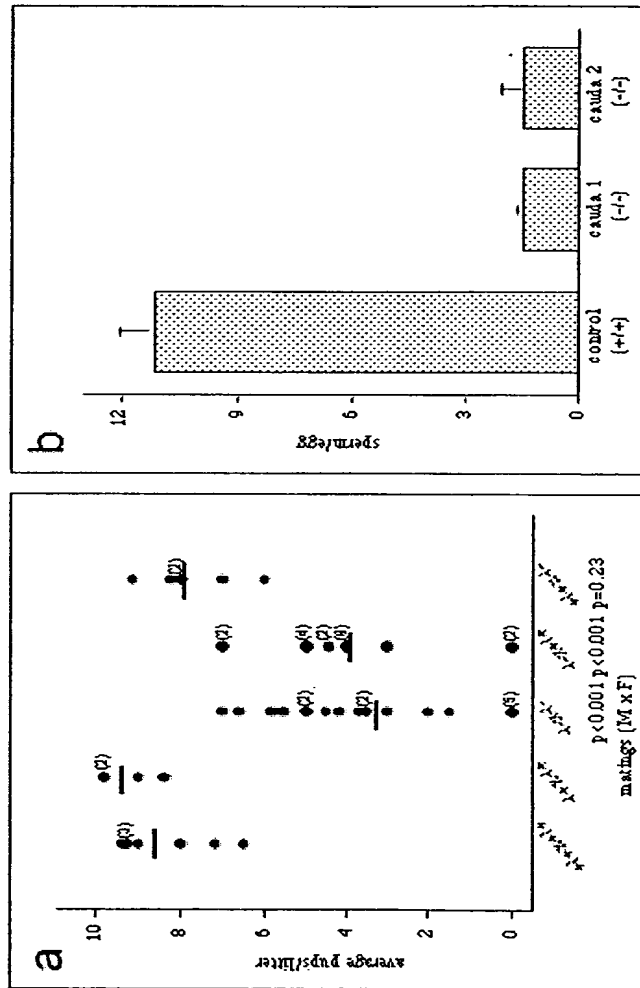 a
average pups/litter
10
8
6
4
2
0
(3)
(2)
(2)
(2)
(5)
(2)
(4)
(2)
(8)
(2)
(2)
p<0.001 p<0.001 p=0.23
matings (M x F)
b
sperm/egg
12
9
6
3
0
control
(+/+)
cauda 1
(-/-)
cauda 2
(-/-)